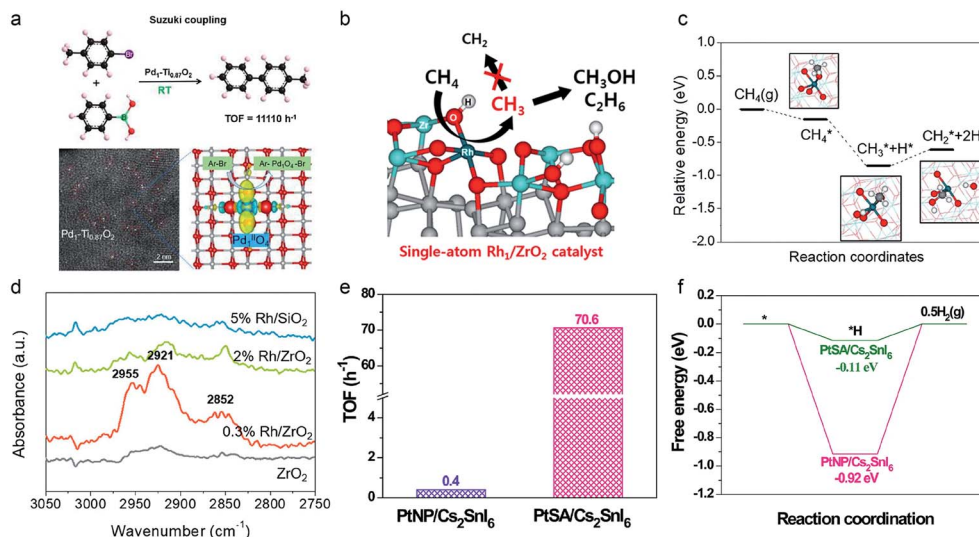 a
Suzuki coupling
Br
Pd₁-Ti₀.₈₇O₂
RT
+
B
TOF = 11110 h⁻¹
Ar-Br
Ar- Pd₁O₄ -Br
Pd₁-Ti₀.₈₇O₂
2 nm
Pd₁ᴵᴵO₄
b
CH₂
CH₄
CH₃
CH₃OH
C₂H₆
H
O
Zr
Rh
Single-atom Rh₁/ZrO₂ catalyst
c
Relative energy (eV)
1.0
0.5
0.0
-0.5
-1.0
-1.5
-2.0
CH₄(g)
CH₄*
CH₃*+H*
CH₂*+2H
Reaction coordinates
d
Absorbance (a.u.)
5% Rh/SiO₂
2% Rh/ZrO₂
2921
2955
2852
0.3% Rh/ZrO₂
ZrO₂
3050 3000 2950 2900 2850 2800 2750
Wavenumber (cm⁻¹)
e
TOF (h⁻¹)
80
70
60
4
2
0
0.4
70.6
PtNP/Cs₂SnI₆ PtSA/Cs₂SnI₆
f
Free energy (eV)
0.2
0.0
-0.2
-0.4
-0.6
-0.8
-1.0
-1.2
*
*H
0.5H₂(g)
PtSA/Cs₂SnI₆
-0.11 eV
PtNP/Cs₂SnI₆
-0.92 eV
Reaction coordination